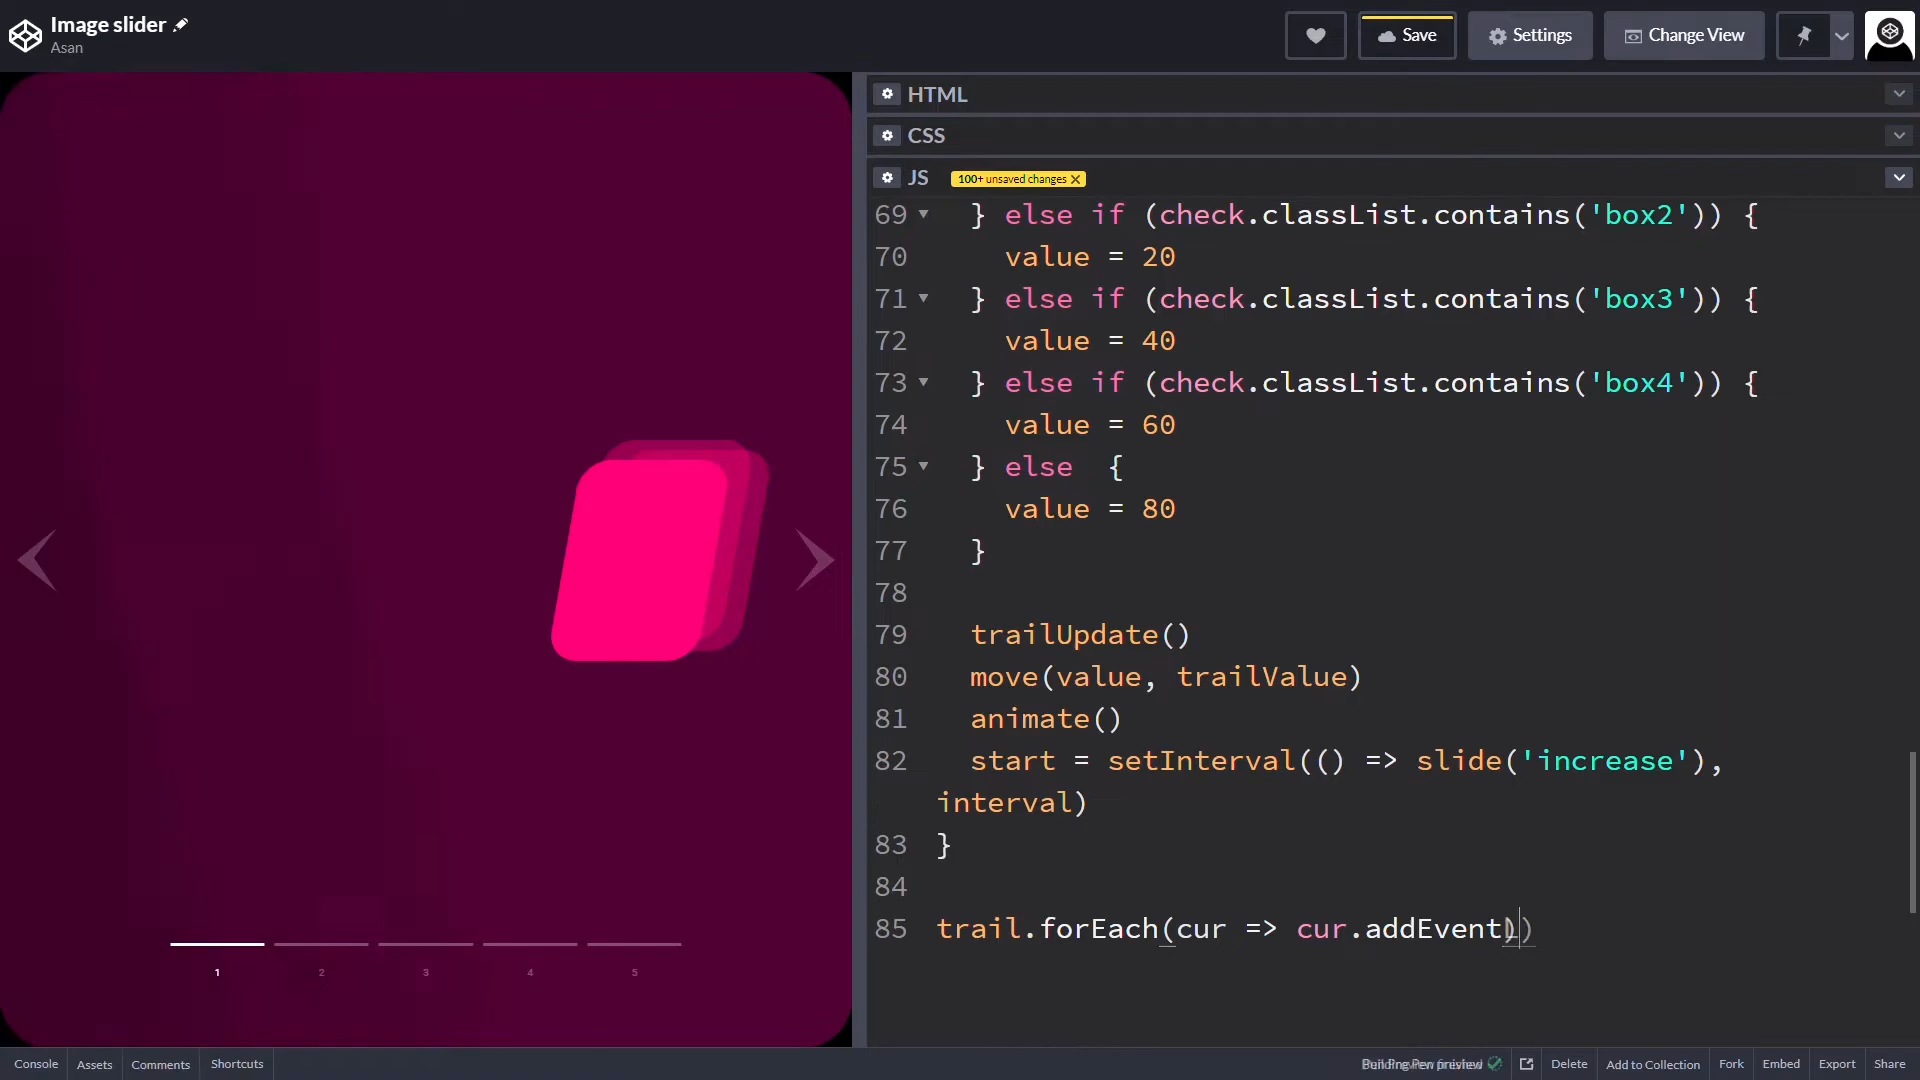 Image slider
Asan
Save
Settings
Change View
HTML
CSS
JS
100+ unsaved changes
69 } else if (check.classList.contains('box2')) {
70 value = 20
71 } else if (check.classList.contains('box3')) {
72 value = 40
73 } else if (check.classList.contains('box4')) {
74 value = 60
75 } else  {
76 value = 80
77 }
78
79 trailUpdate()
80 move(value, trailValue)
81 animate()
82 start = setInterval(() => slide('increase'),
interval)
83 }
84
85 trail.forEach(cur => cur.addEvent
1 2 3 4 5
Console Assets Comments Shortcuts
Delete Add to Collection Fork Embed Export Share